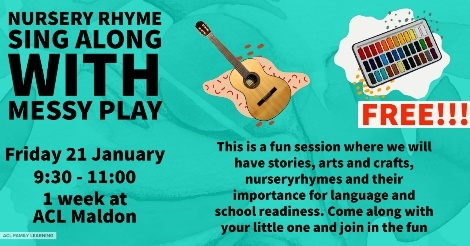 NURSERY RHYME
SING ALONG
WITH
MESSY PLAY
FREE!!!
Friday 21 January
9:30 - 11:00
1 week at
ACL Maldon
This is a fun session where we will
have stories, arts and crafts,
nurseryrhymes and their
importance for language and
school readiness. Come along with
your little one and join in the fun
ACL FAMILY LEARNING